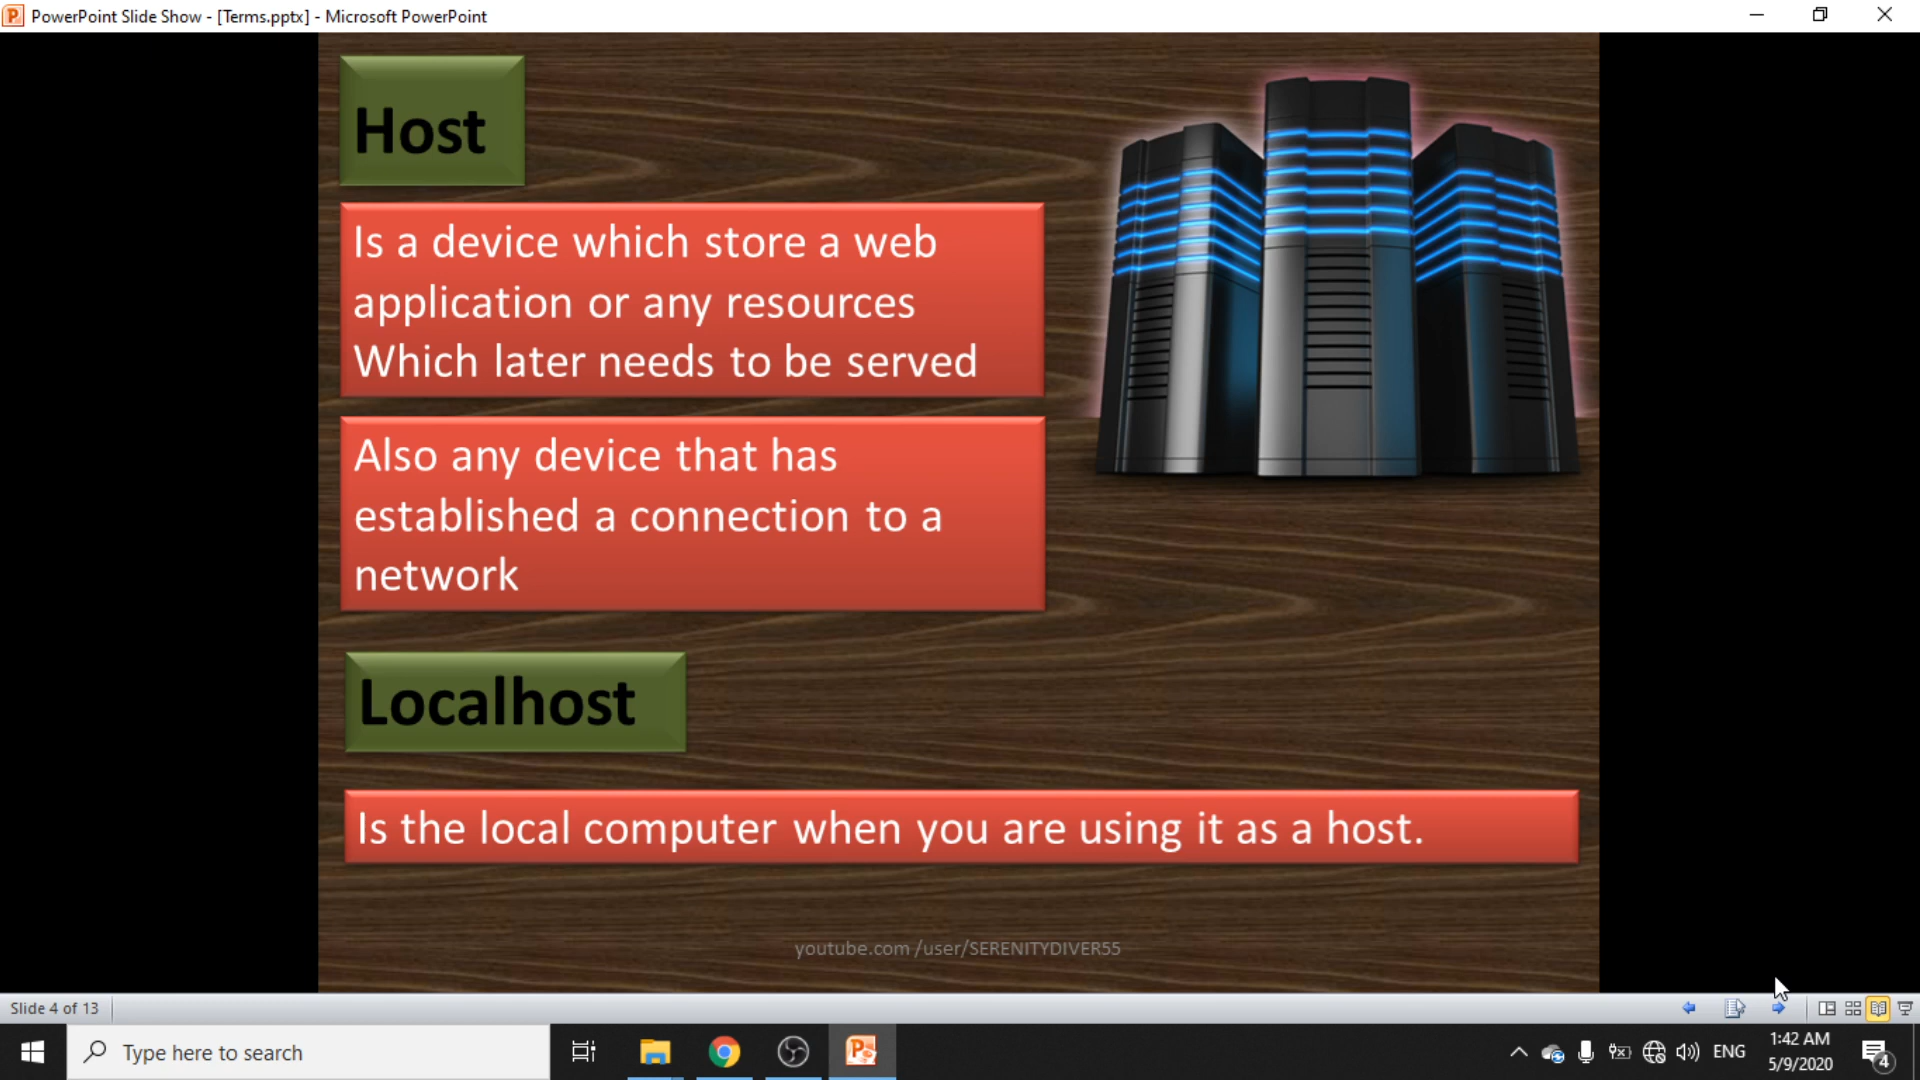 PowerPoint Slide Show - [Terms.pptx] - Microsoft PowerPoint
Host
Is a device which store a web
application or any resources
Which later needs to be served
Also any device that has
established a connection to a
network
Localhost
Is the local computer when you are using it as a host.
youtube.com /user/SERENITYDIVER55
Slide 4 of 13
Type here to search
ENG
1:42 AM
5/9/2020
4